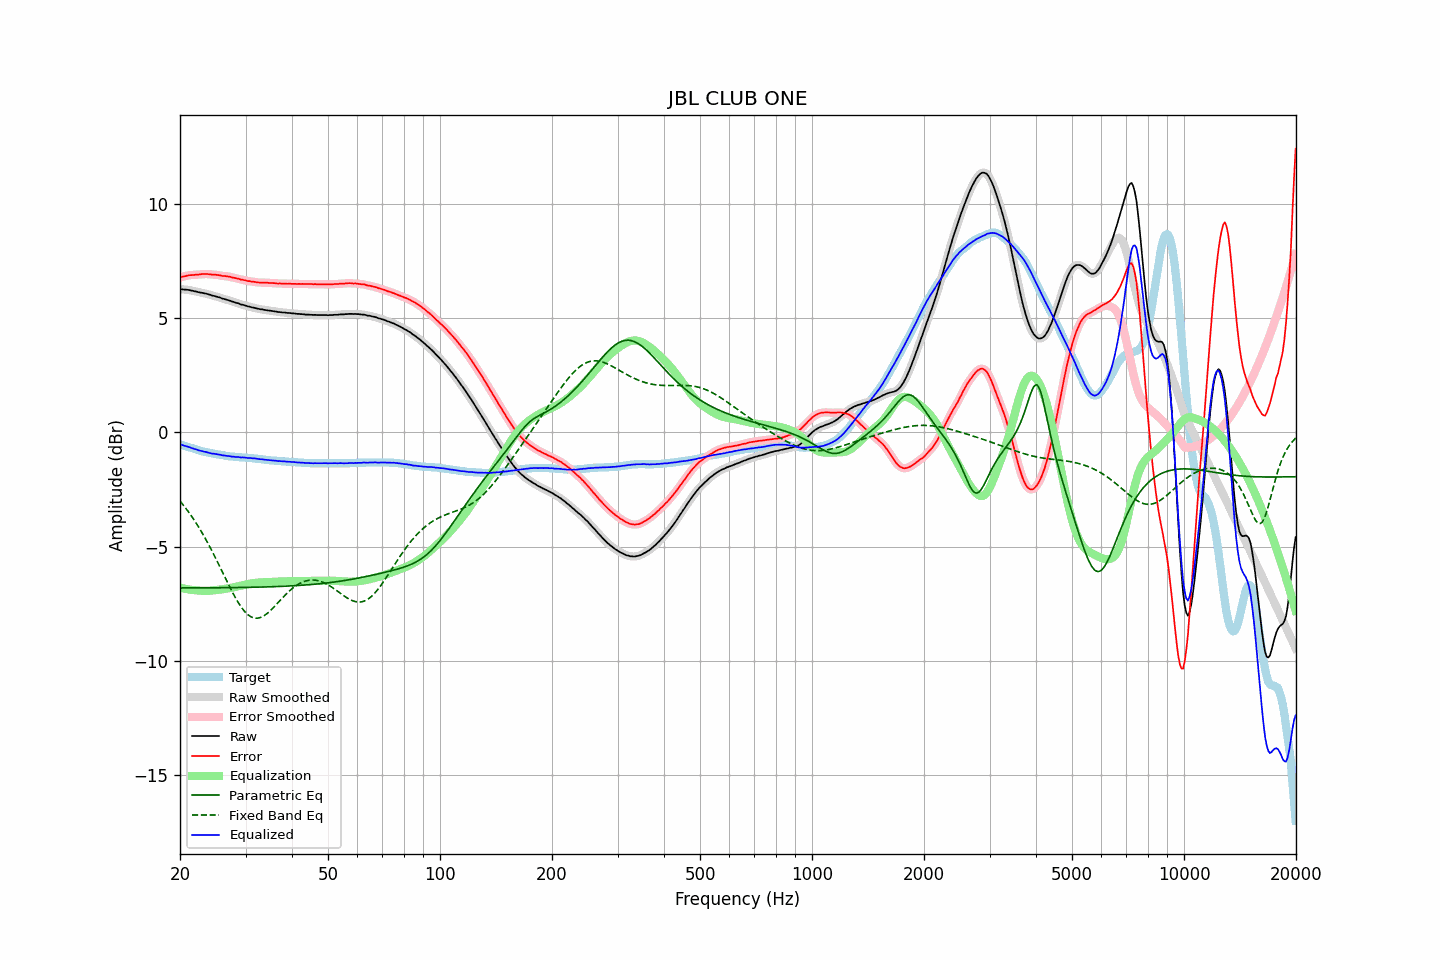 JBL CLUB ONE
Amplitude (dBr)
10
5
0
−5
−10
−15
Target
Raw Smoothed
Error Smoothed
Raw
Error
Equalization
Parametric Eq
Fixed Band Eq
Equalized
20 50 100 200 500 1000 2000 5000 10000 20000
Frequency (Hz)